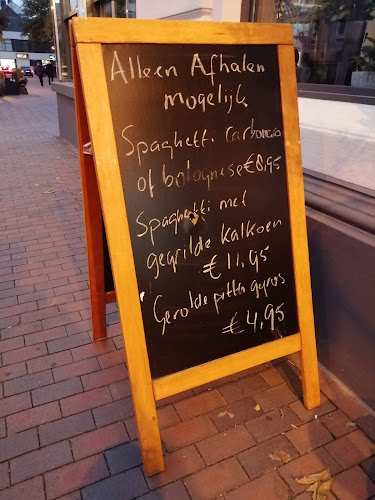 Alleen Afhalen
mogelijk
Spaghetti carbonara
of bolognese €8,95
Spaghetti met
gegrilde kalkoen
€ 11,95
Gerolde pitta gyros
€ 4,95